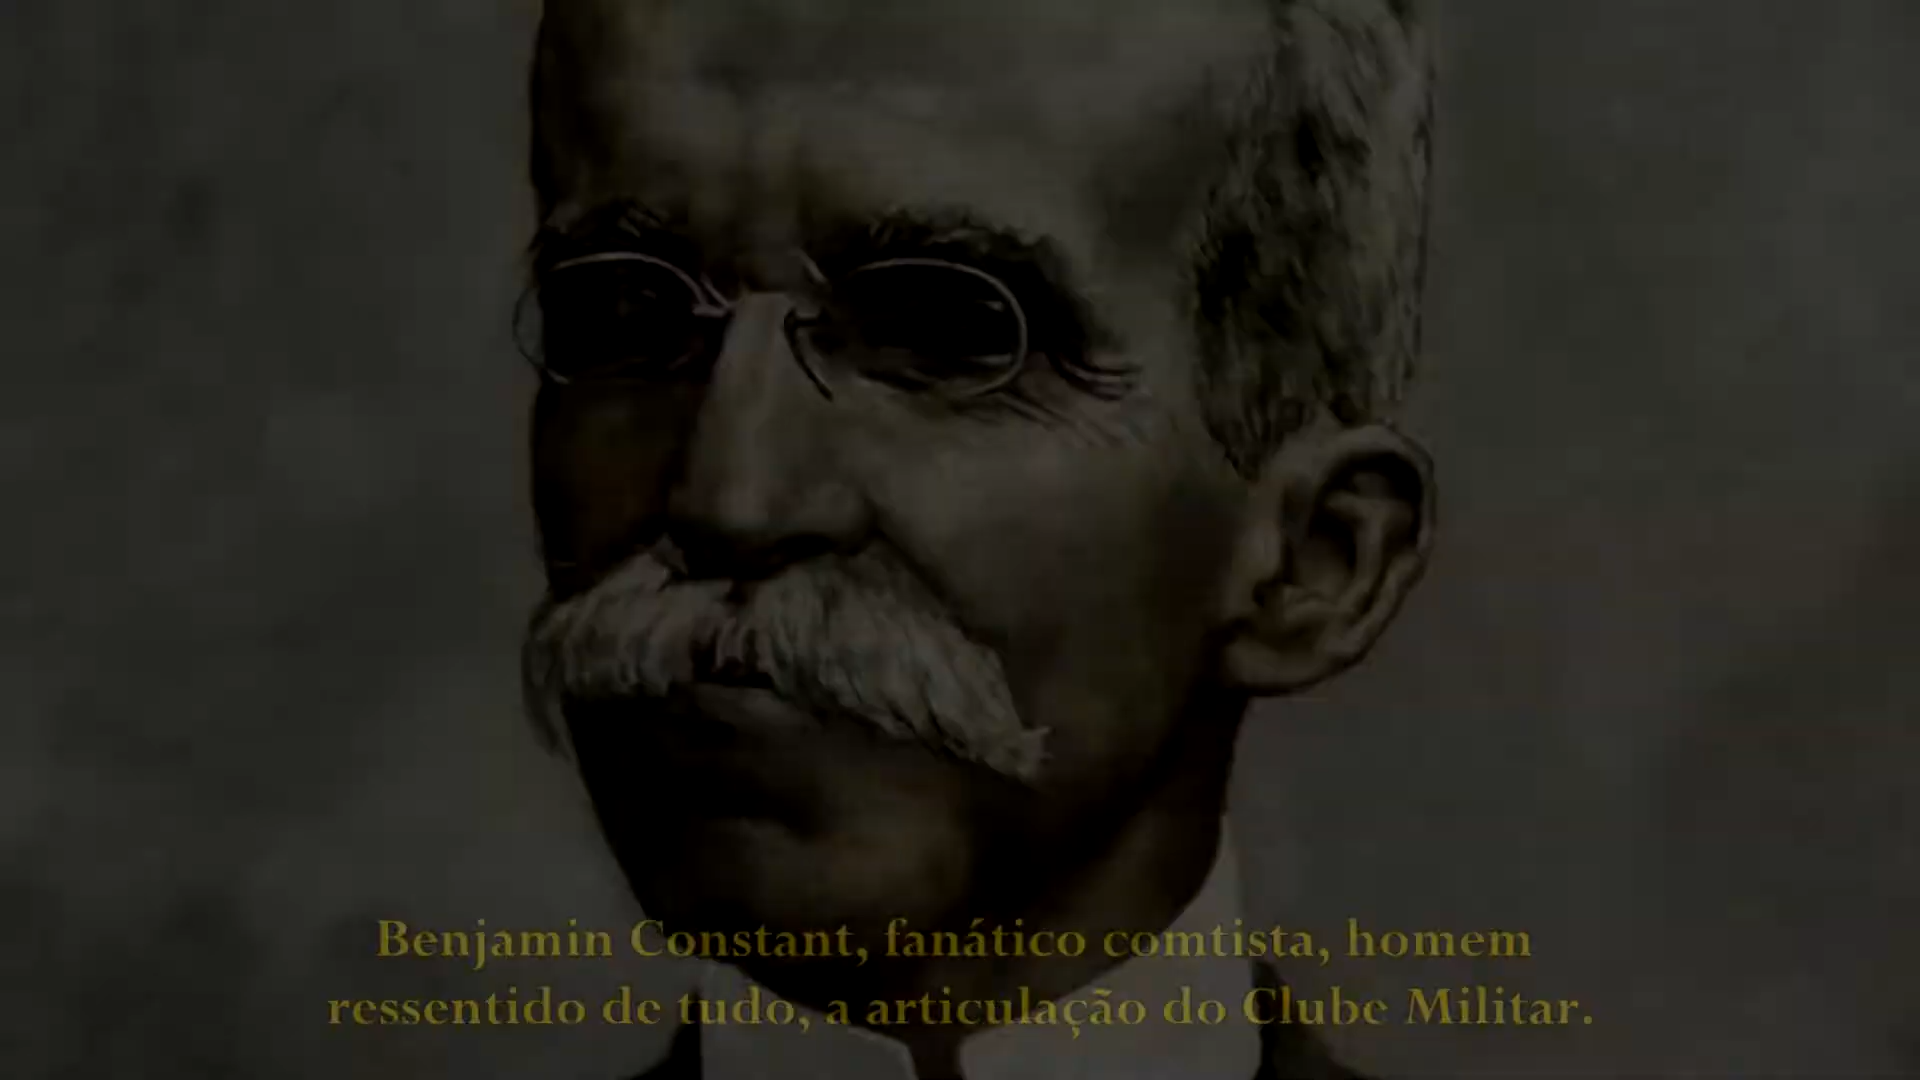 Benjamin Constant, fanático comtista, homem
ressentido de tudo, a articulação do Clube Militar.